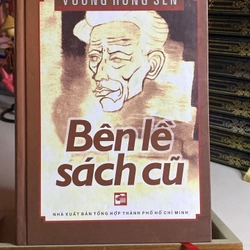 VƯƠNG HỒNG SỂN
Bên lề
sách cũ
NHÀ XUẤT BẢN TỔNG HỢP THÀNH PHỐ HỒ CHÍ MINH